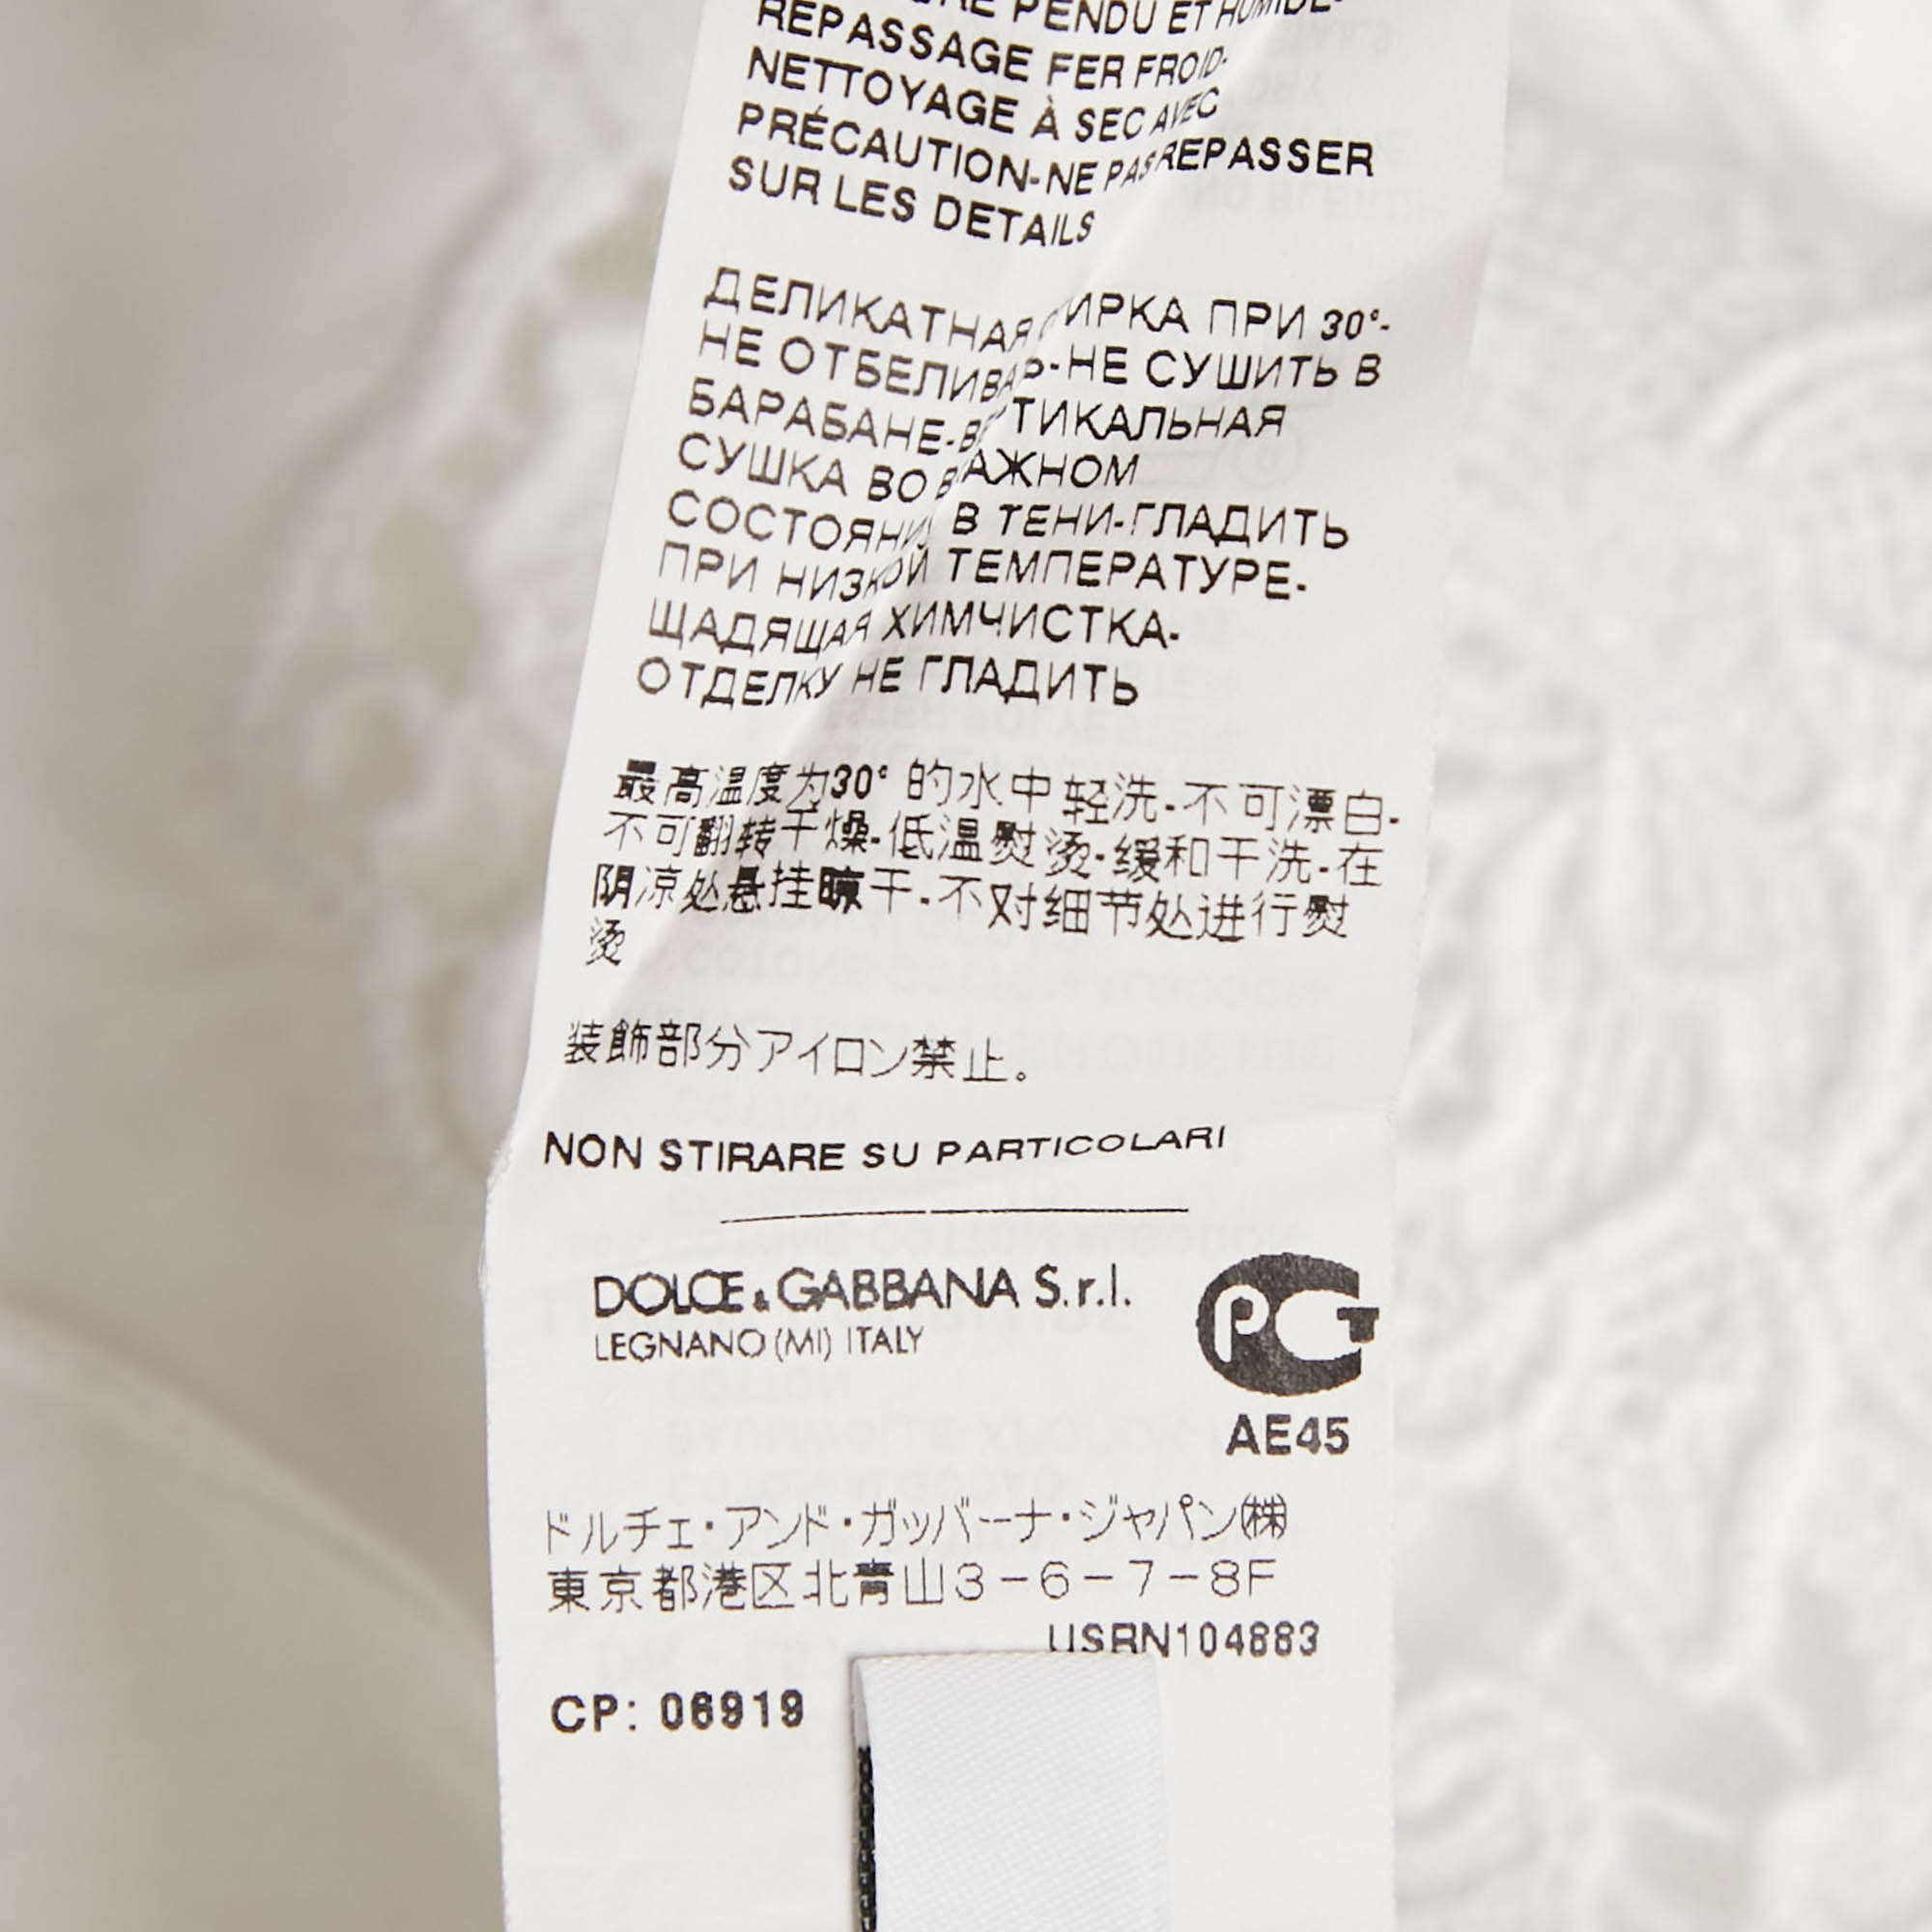 PENDU ET HUMIDE-
REPASSAGE FER FROID-
NETTOYAGE À SEC AVEC
PRÉCAUTION-NE PAS REPASSER
SUR LES DETAILS
ДЕЛИКАТНАЯ СТИРКА ПРИ 30°-
НЕ ОТБЕЛИВАР-НЕ СУШИТЬ В
БАРАБАНЕ-ВЕРТИКАЛЬНАЯ
СУШКА ВО ВЛАЖНОМ
СОСТОЯНИИ В ТЕНИ-ГЛАДИТЬ
ПРИ НИЗКОЙ ТЕМПЕРАТУРЕ-
ЩАДЯЩАЯ ХИМЧИСТКА-
ОТДЕЛКУ НЕ ГЛАДИТЬ
最高温度为30° 的水中轻洗-不可漂白-
不可翻转干燥-低温熨烫-缓和干洗-在
阴凉处悬挂晾干-不对细节处进行熨
烫
装飾部分アイロン禁止。
NON STIRARE SU PARTICOLARI
DOLCE & GABBANA S.r.l.
LEGNANO (MI) ITALY
PCT
AE45
ドルチェ・アンド・ガッバーナ・ジャパン㈱
東京都港区北青山3-6-7-8F
USRN104883
CP: 06919